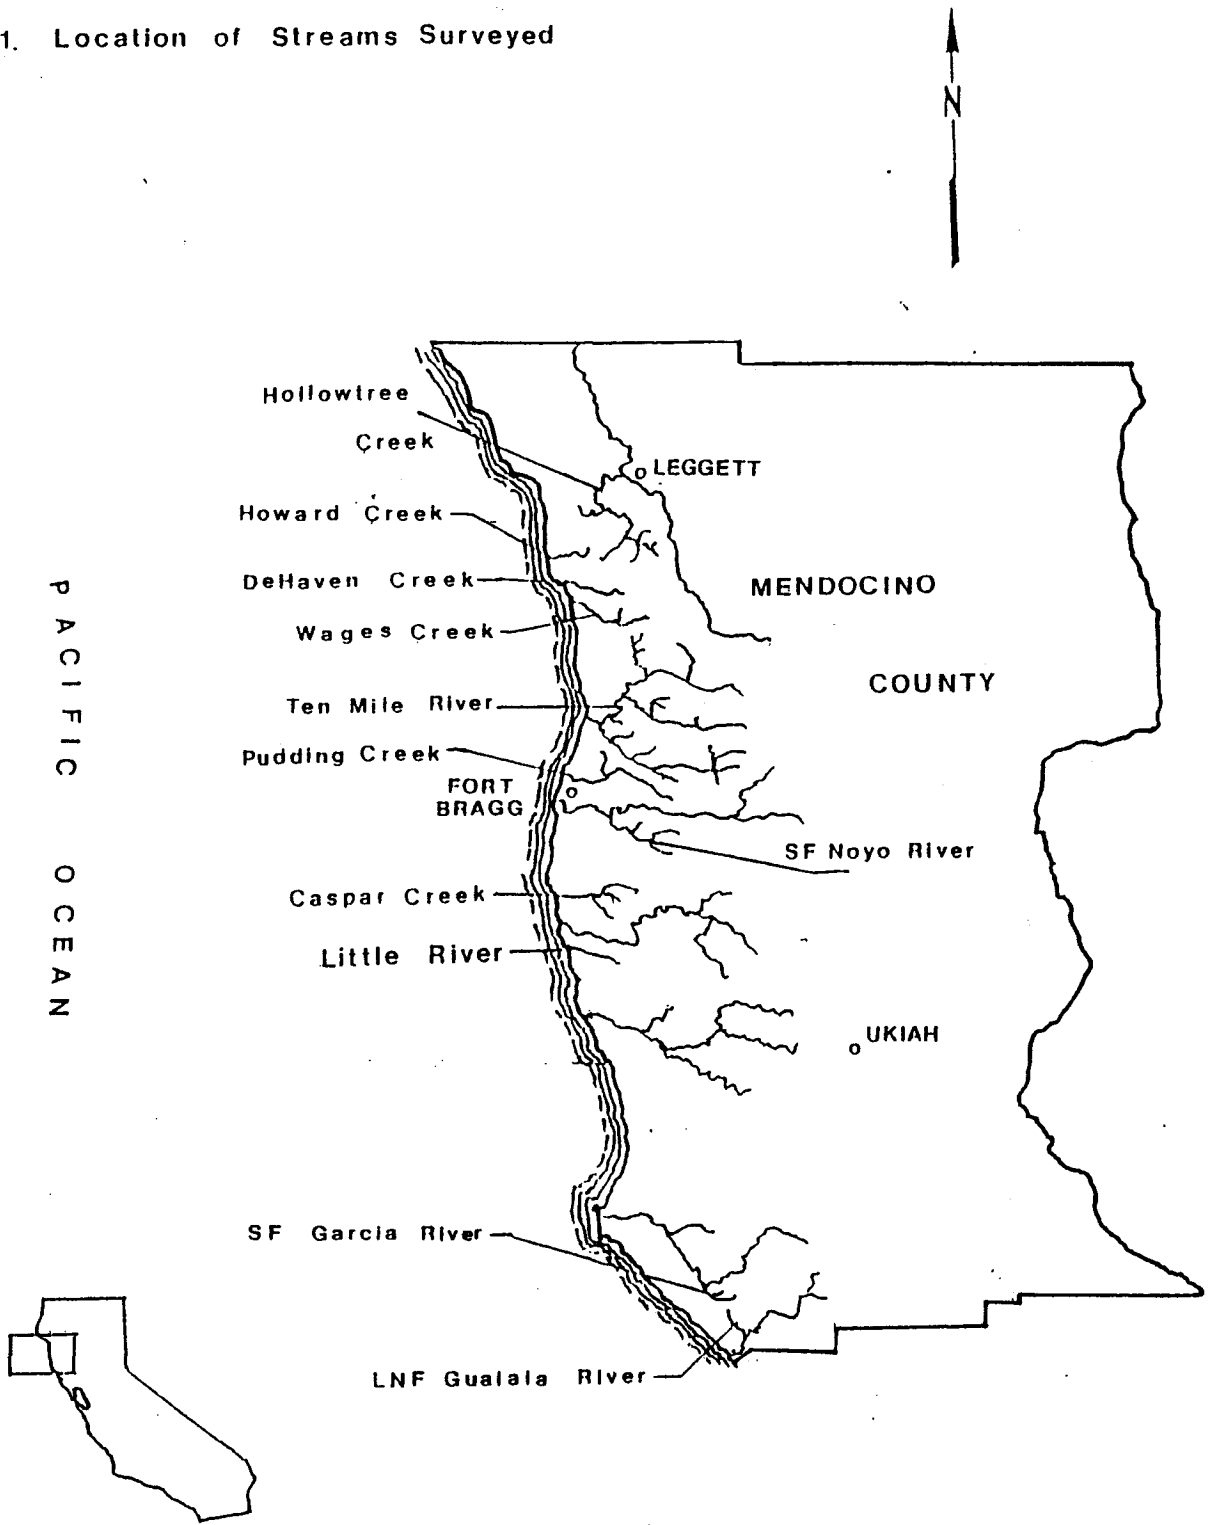 1. Location of Streams Surveyed
N
Hollowtree
Creek
LEGGETT
Howard Creek
DeHaven Creek
MENDOCINO
Wages Creek
COUNTY
Ten Mile River
Pudding Creek
FORT
BRAGG
SF Noyo River
Caspar Creek
Little River
UKIAH
PACIFIC OCEAN
SF Garcia River
LNF Gualala River